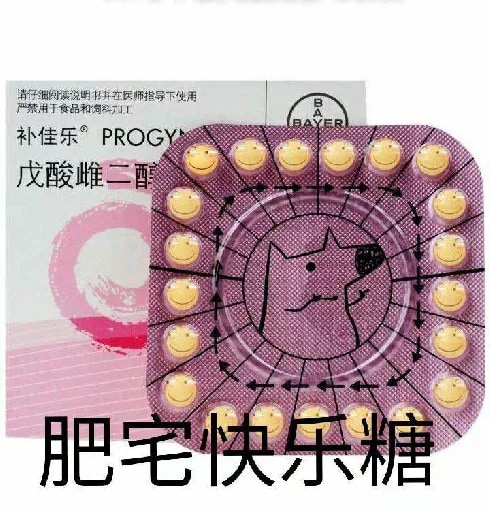 请仔细阅读说明书并在医师指导下使用
严禁用于食品和饲料加工
BAYER
BAYER
补佳乐® PROGYN
戊酸雌二醇
肥宅快乐糖